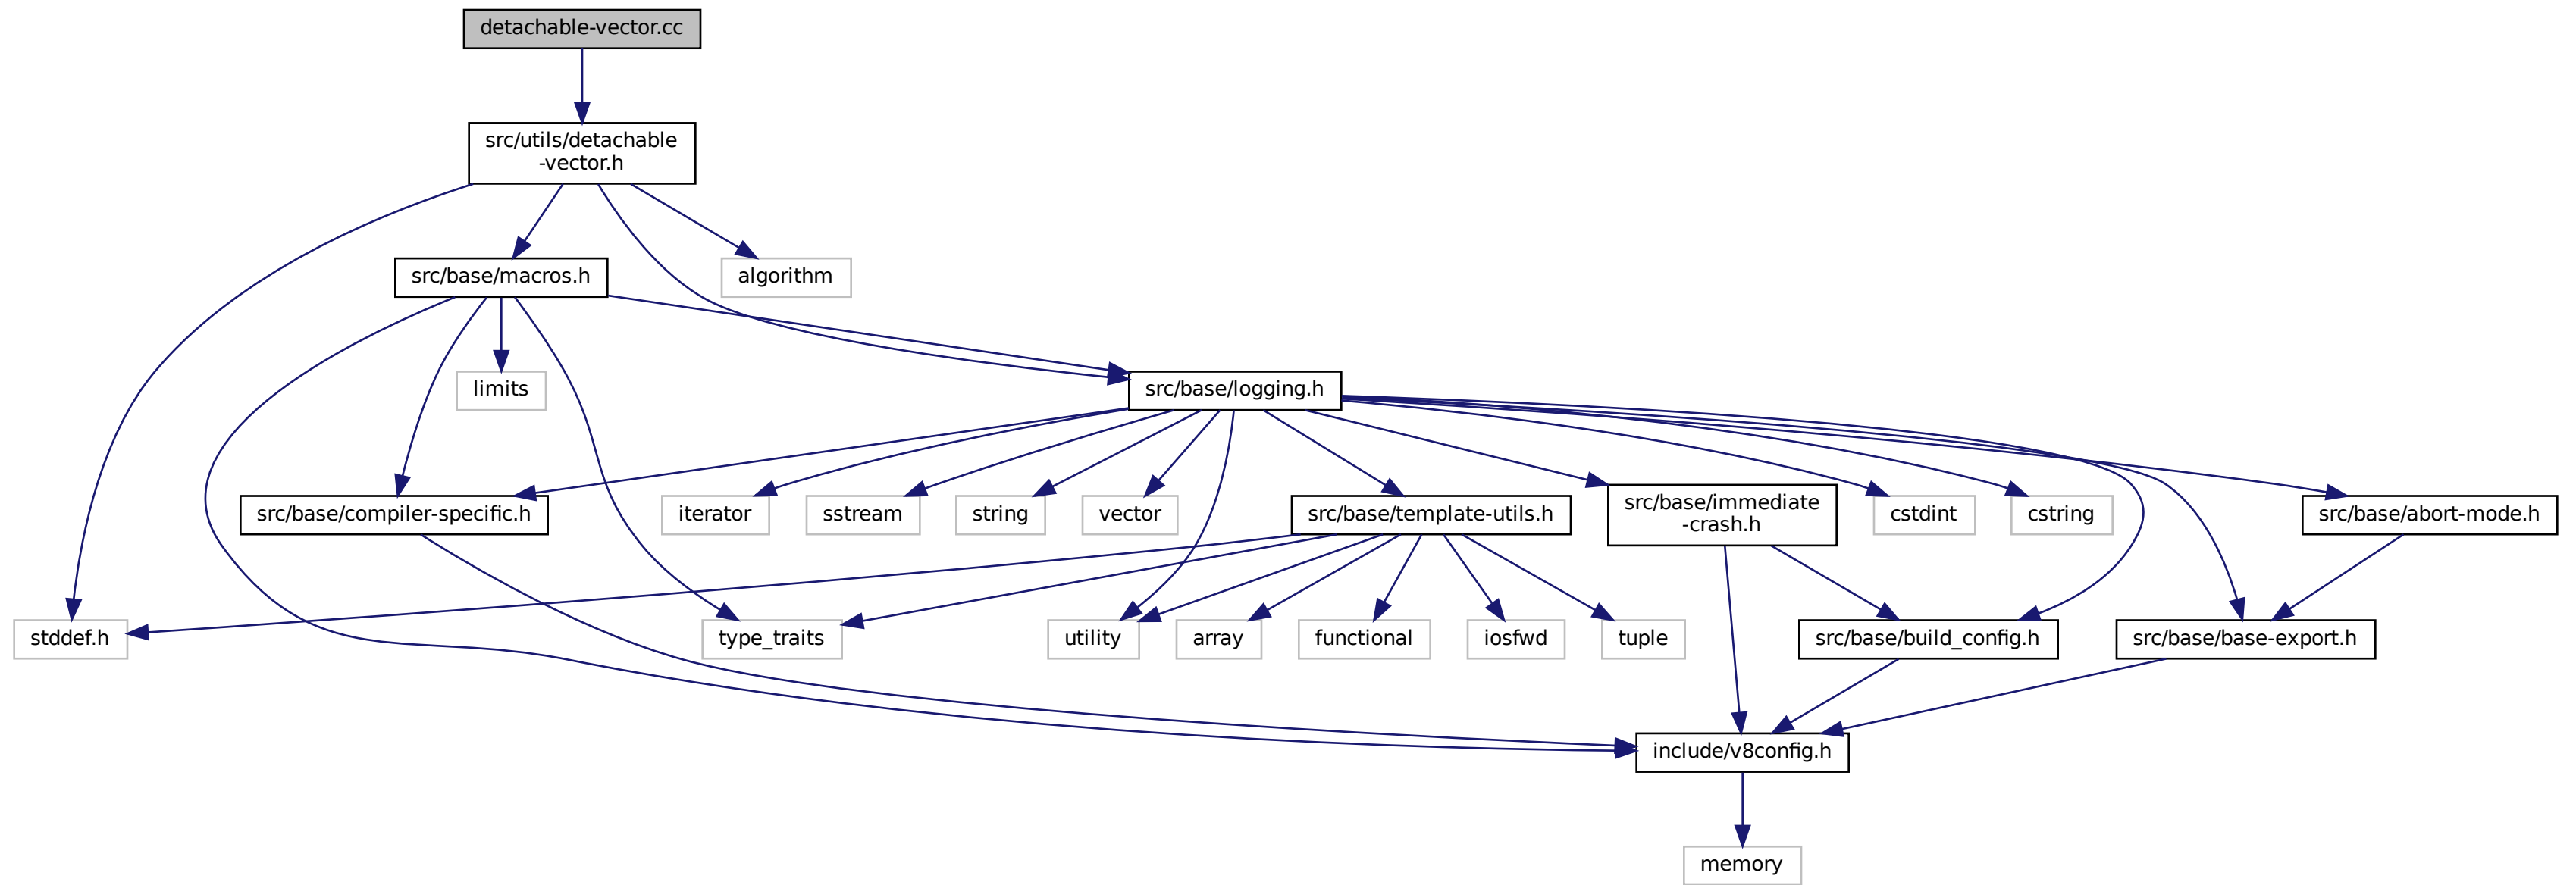 detachable-vector.cc
src/utils/detachable
-vector.h
src/base/macros.h
algorithm
limits
src/base/logging.h
src/base/compiler-specific.h
iterator
sstream
string
vector
src/base/template-utils.h
src/base/immediate
-crash.h
cstdint
cstring
src/base/abort-mode.h
stddef.h
type_traits
utility
array
functional
iosfwd
tuple
src/base/build_config.h
src/base/base-export.h
include/v8config.h
memory